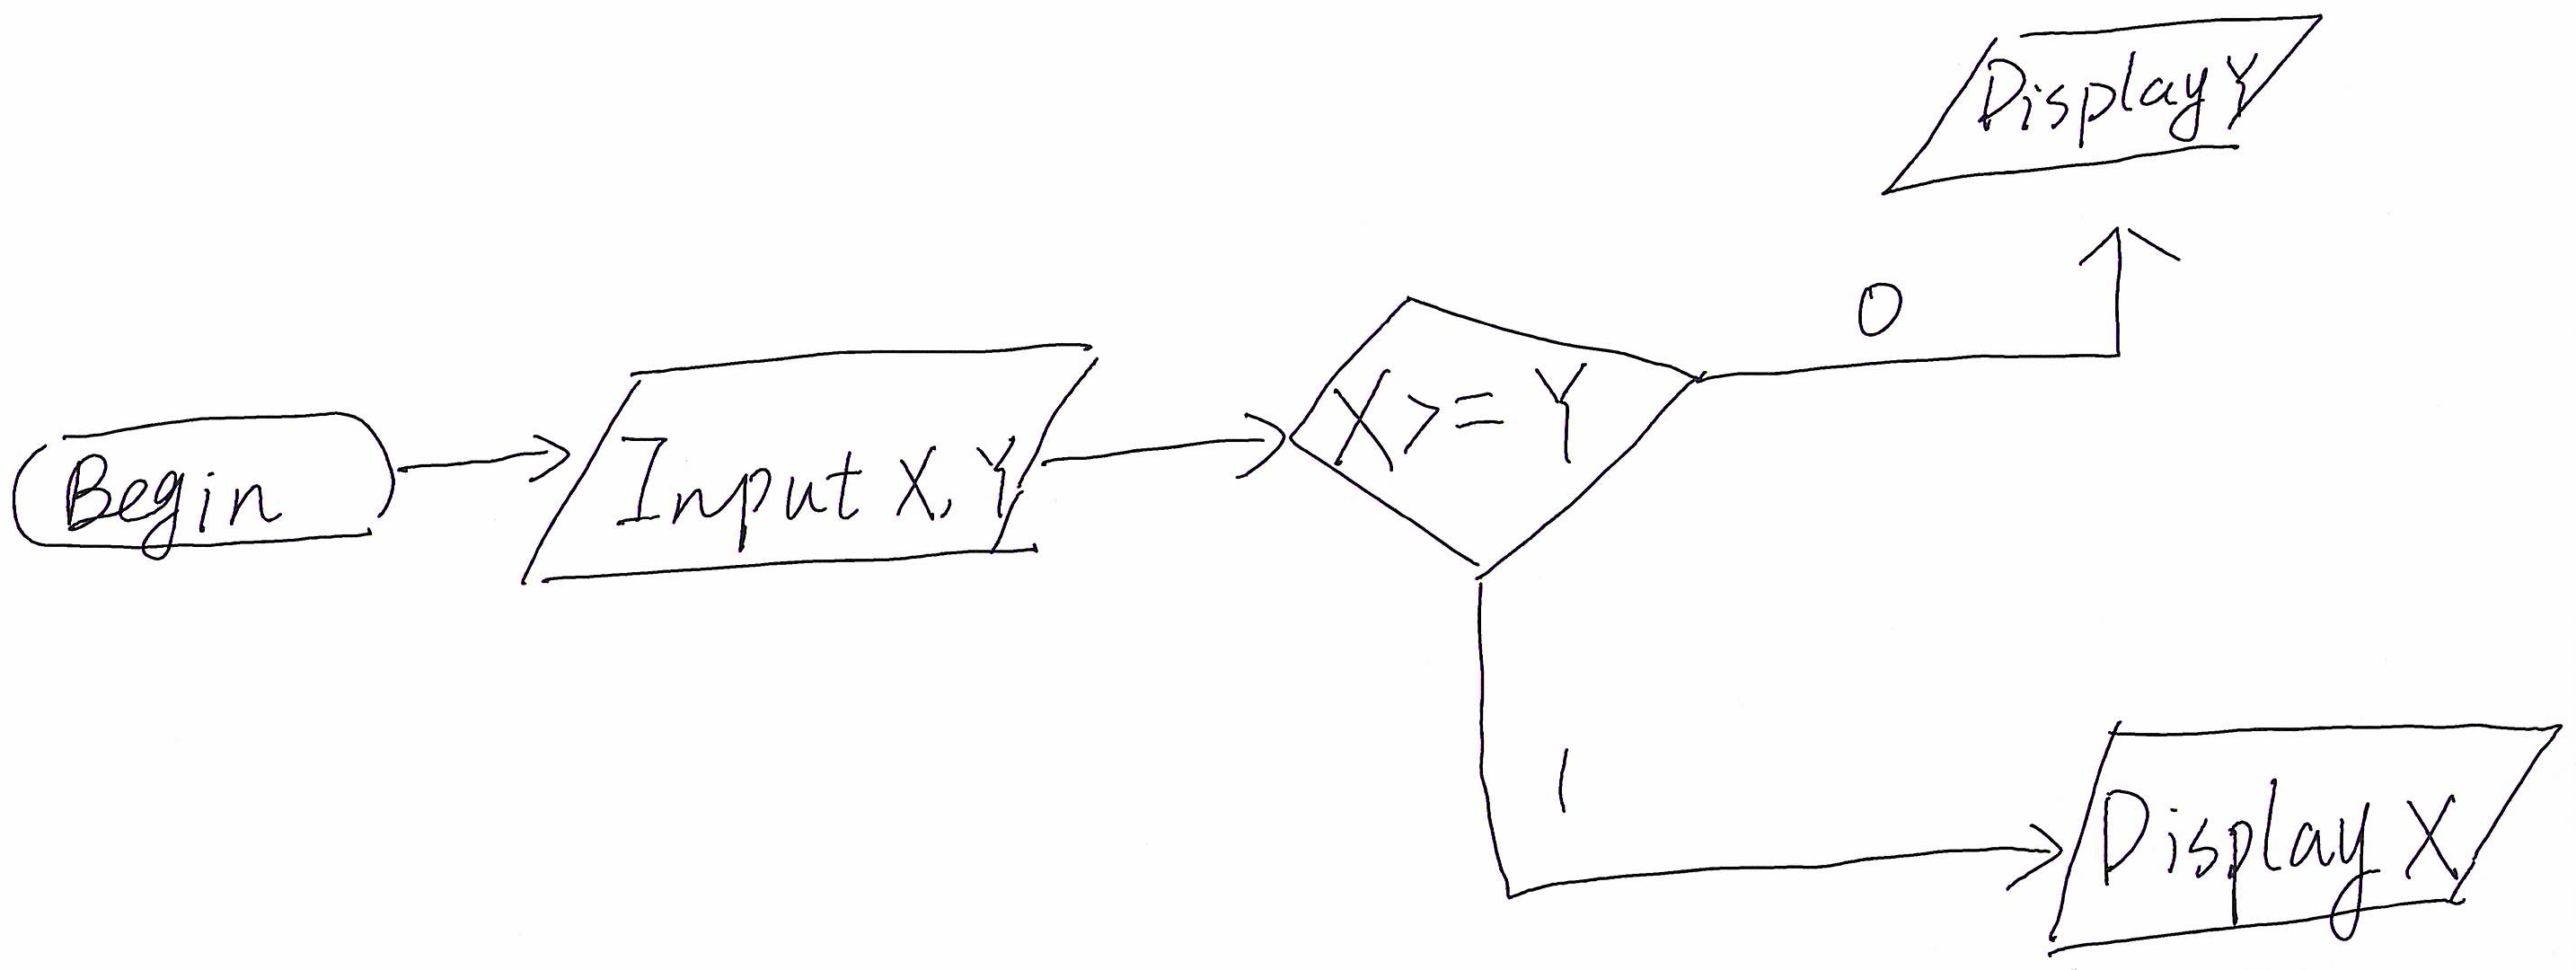 Begin
Input X, Y
X>=Y
0
Display Y
1
Display X